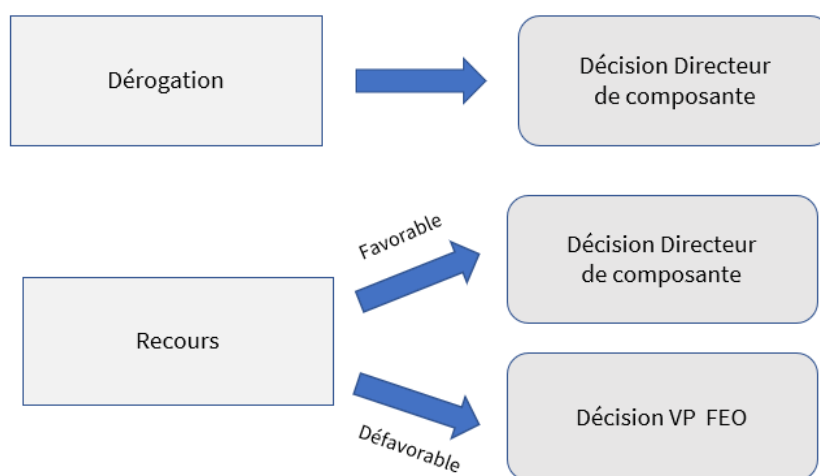 Dérogation
Décision Directeur
de composante
Favorable
Décision Directeur
de composante
Recours
Défavorable
Décision VP FEO